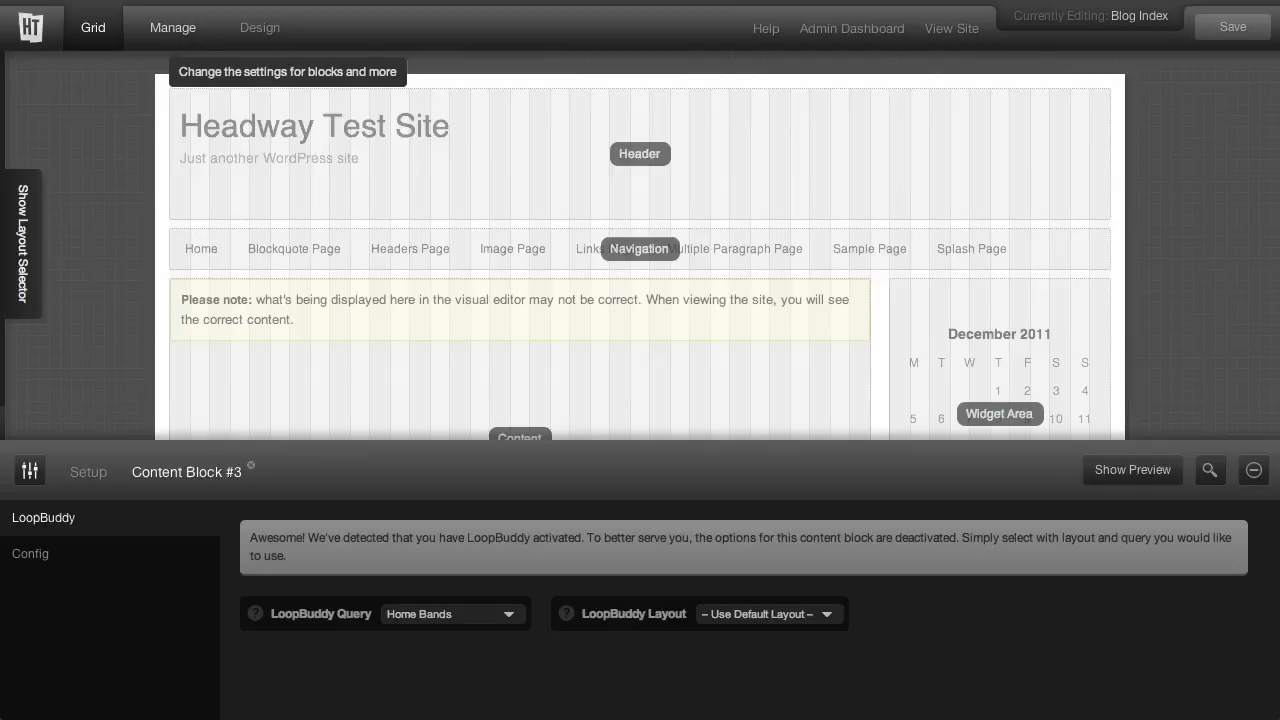 HT
Grid
Manage
Design
Help
Admin Dashboard
View Site
Currently Editing: Blog Index
Save
Change the settings for blocks and more
Headway Test Site
Just another WordPress site
Header
Show Layout Selector
Home
Blockquote Page
Headers Page
Image Page
Links
Navigation
Multiple Paragraph Page
Sample Page
Splash Page
Please note: what's being displayed here in the visual editor may not be correct. When viewing the site, you will see
the correct content.
December 2011
M T W T F S S
1 2 3 4
5 6 10 11
Widget Area
Content
Setup
Content Block #3
Show Preview
LoopBuddy
Config
Awesome! We've detected that you have LoopBuddy activated. To better serve you, the options for this content block are deactivated. Simply select with layout and query you would like
to use.
? LoopBuddy Query
Home Bands
? LoopBuddy Layout
– Use Default Layout –